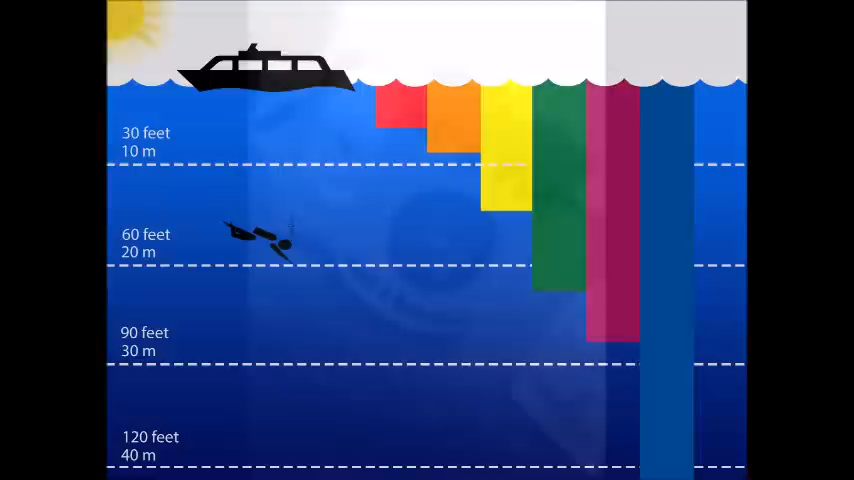 30 feet
10 m
60 feet
20 m
90 feet
30 m
120 feet
40 m